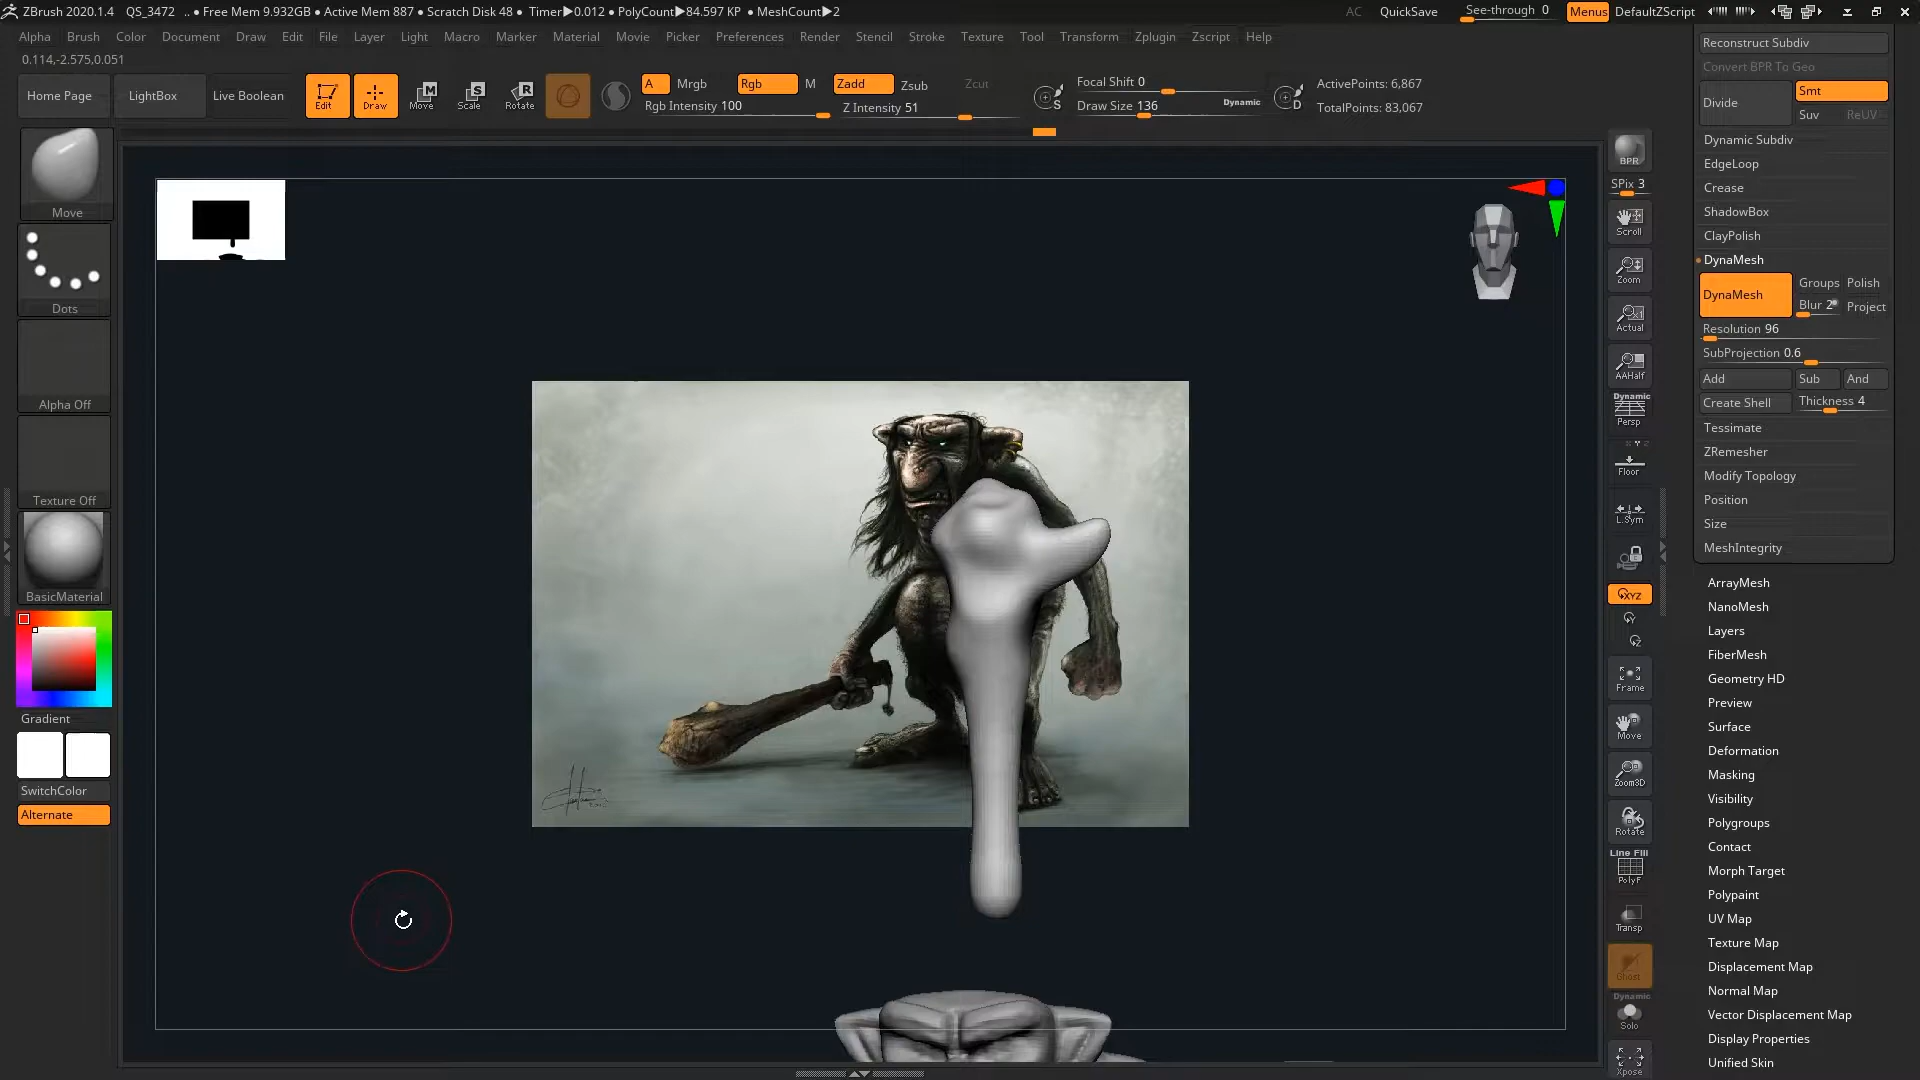 ZBrush 2020.1.4 QS_3472 .. • Free Mem 9.932GB • Active Mem 887 • Scratch Disk 48 • Timer▶0.012 • PolyCount▶84.597 KP • MeshCount▶2 AC QuickSave See-through 0 Menus DefaultZScript
Alpha Brush Color Document Draw Edit File Layer Light Macro Marker Material Movie Picker Preferences Render Stencil Stroke Surface Texture Tool Transform Zplugin Zscript Help
0.114,-2.575,0.051
Home Page LightBox Live Boolean
Edit Draw Move Scale Rotate
A Mrgb Rgb M Zadd Zsub Zcut
Rgb Intensity 100 Z Intensity 51
Focal Shift 0
Draw Size 136 Dynamic
S D
ActivePoints: 6,867
TotalPoints: 83,067
Move
Dots
Alpha Off
Texture Off
BasicMaterial
Gradient
SwitchColor
Alternate
BPR
SPix 3
Scroll
Zoom
Actual
AAHalf
Dynamic
Persp
Floor
L.Sym
XYZ
Y
Z
Frame
Move
Zoom3D
Rotate
Line Fill
PolyF
Transp
Ghost
Dynamic
Solo
Xpose
Reconstruct Subdiv
Convert BPR To Geo
Divide
Smt
Suv ReUV
Dynamic Subdiv
EdgeLoop
Crease
ShadowBox
ClayPolish
DynaMesh
DynaMesh
Groups Polish
Blur 2 Project
Resolution 96
SubProjection 0.6
Add Sub And
Create Shell Thickness 4
Tessimate
ZRemesher
Modify Topology
Position
Size
MeshIntegrity
ArrayMesh
NanoMesh
Layers
FiberMesh
Geometry HD
Preview
Surface
Deformation
Masking
Visibility
Polygroups
Contact
Morph Target
Polypaint
UV Map
Texture Map
Displacement Map
Normal Map
Vector Displacement Map
Display Properties
Unified Skin